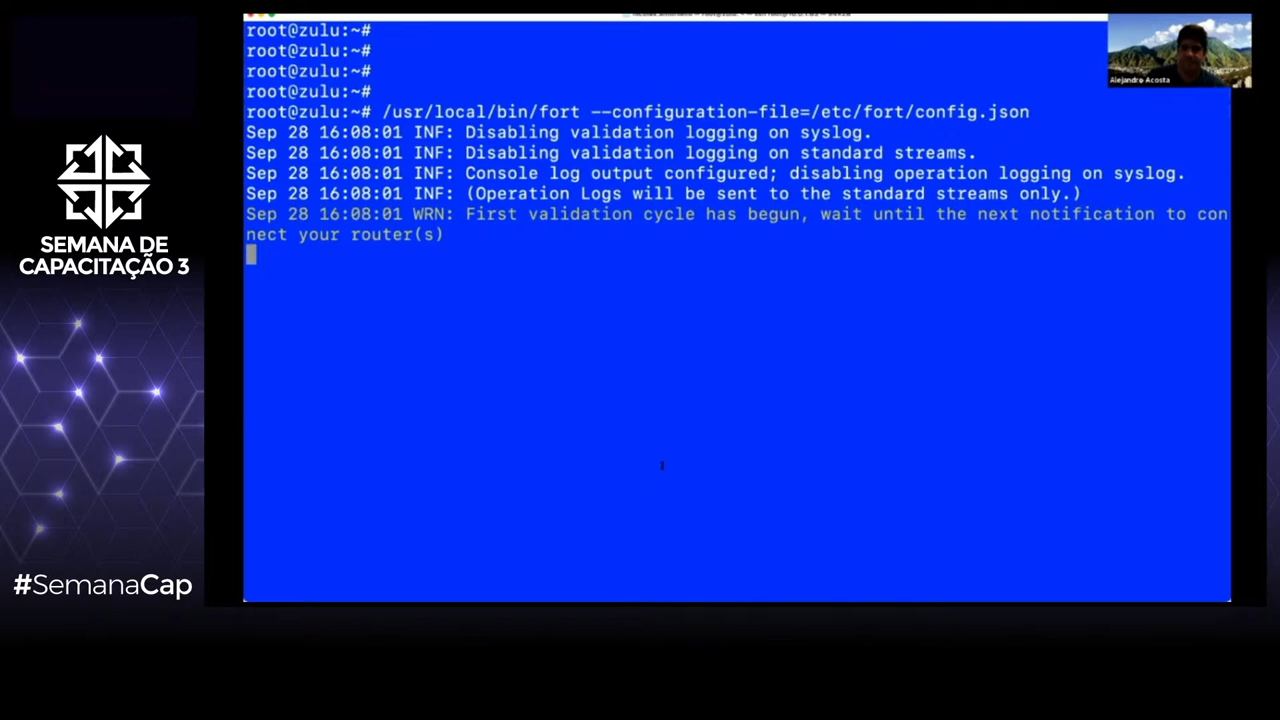 root@zulu:~#
root@zulu:~#
root@zulu:~#
root@zulu:~#
root@zulu:~# /usr/local/bin/fort --configuration-file=/etc/fort/config.json
Sep 28 16:08:01 INF: Disabling validation logging on syslog.
Sep 28 16:08:01 INF: Disabling validation logging on standard streams.
Sep 28 16:08:01 INF: Console log output configured; disabling operation logging on syslog.
Sep 28 16:08:01 INF: (Operation Logs will be sent to the standard streams only.)
Sep 28 16:08:01 WRN: First validation cycle has begun, wait until the next notification to con
nect your router(s)
Alejandro Acosta
SEMANA DE
CAPACITAÇÃO 3
#SemanaCap